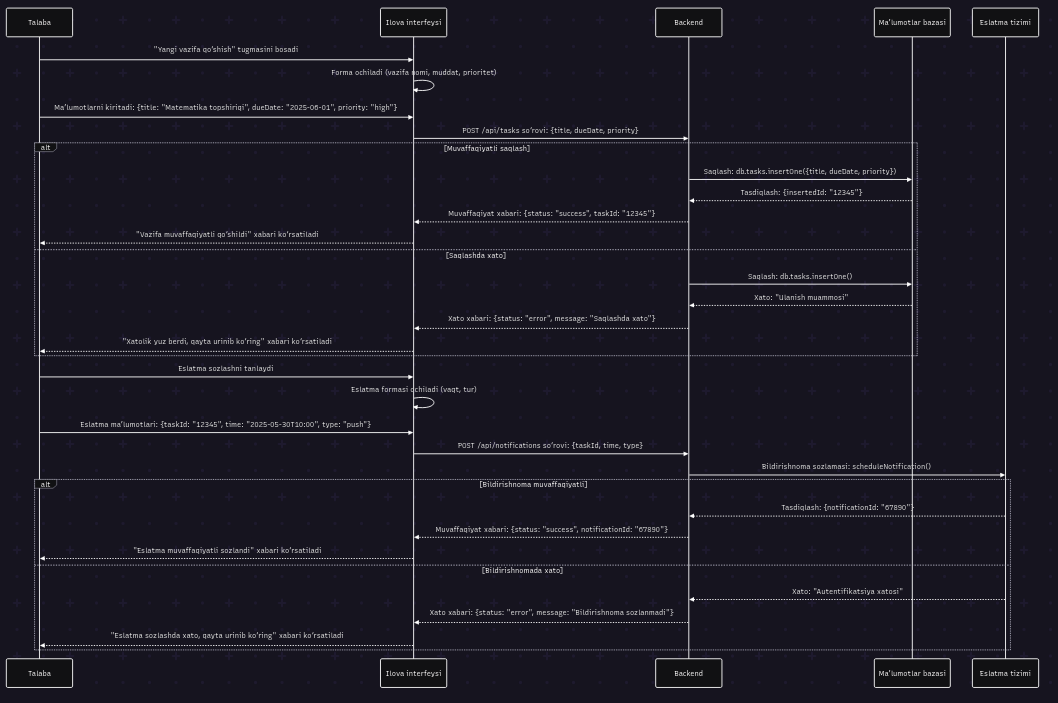 Talaba
Ilova interfeysi
Backend
Ma'lumotlar bazasi
Eslatma tizimi
"Yangi vazifa qo'shish" tugmasini bosadi
Forma ochiladi (vazifa nomi, muddat, prioritet)
Ma'lumotlarni kiritadi: {title: "Matematika topshiriqi", dueDate: "2025-06-01", priority: "high"}
POST /api/tasks so'rovi: {title, dueDate, priority}
alt
[Muvaffaqiyatli saqlash]
Saqlash: db.tasks.insertOne({title, dueDate, priority})
Tasdiqlash: {insertedId: "12345"}
Muvaffaqiyat xabari: {status: "success", taskId: "12345"}
"Vazifa muvaffaqiyatli qo'shildi" xabari ko'rsatiladi
[Saqlashda xato]
Saqlash: db.tasks.insertOne()
Xato: "Ulanish muammosi"
Xato xabari: {status: "error", message: "Saqlashda xato"}
"Xatolik yuz berdi, qayta urinib ko'ring" xabari ko'rsatiladi
Eslatma sozlashni tanlaydi
Eslatma formasi ochiladi (vaqt, tur)
Eslatma ma'lumotlari: {taskId: "12345", time: "2025-05-30T10:00", type: "push"}
POST /api/notifications so'rovi: {taskId, time, type}
Bildirishnoma sozlamasi: scheduleNotification()
alt
[Bildirishnoma muvaffaqiyatli]
Tasdiqlash: {notificationId: "67890"}
Muvaffaqiyat xabari: {status: "success", notificationId: "67890"}
"Eslatma muvaffaqiyatli sozlandi" xabari ko'rsatiladi
[Bildirishnomada xato]
Xato: "Autentifikatsiya xatosi"
Xato xabari: {status: "error", message: "Bildirishnoma sozlanmadi"}
"Eslatma sozlashda xato, qayta urinib ko'ring" xabari ko'rsatiladi
Talaba
Ilova interfeysi
Backend
Ma'lumotlar bazasi
Eslatma tizimi